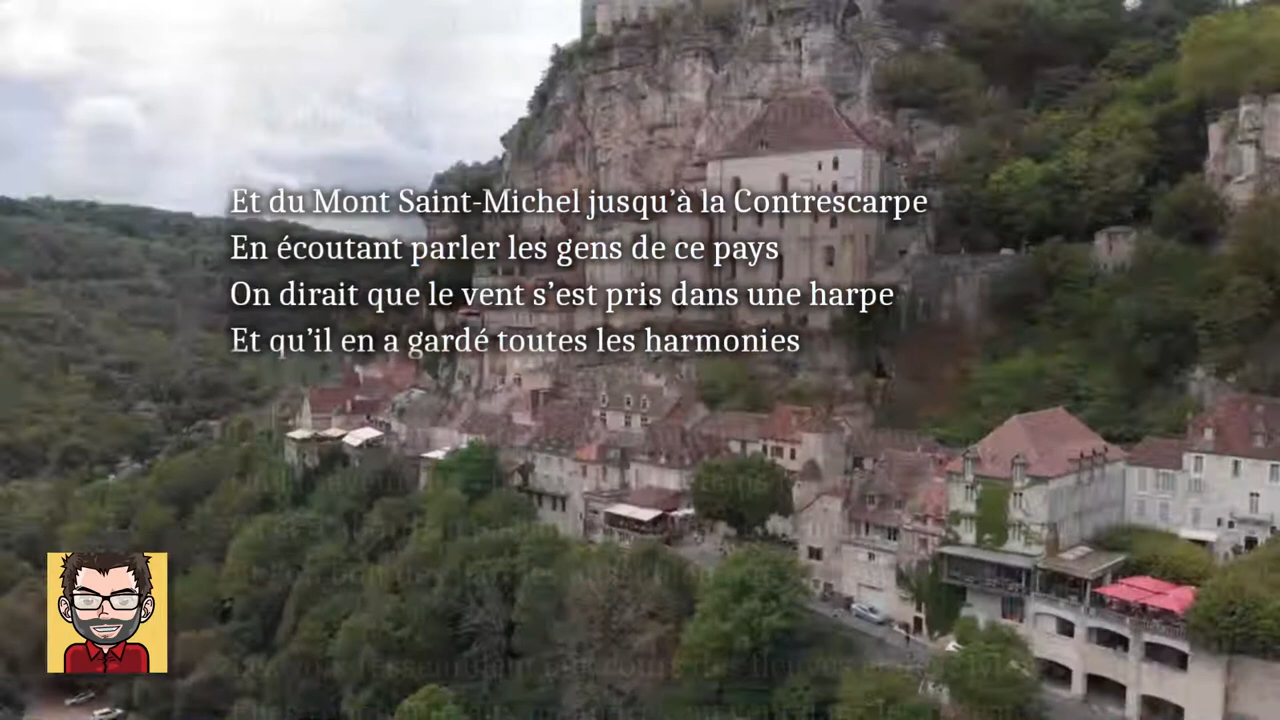 Et du Mont Saint-Michel jusqu’à la Contrescarpe
En écoutant parler les gens de ce pays
On dirait que le vent s’est pris dans une harpe
Et qu’il en a gardé toutes les harmonies